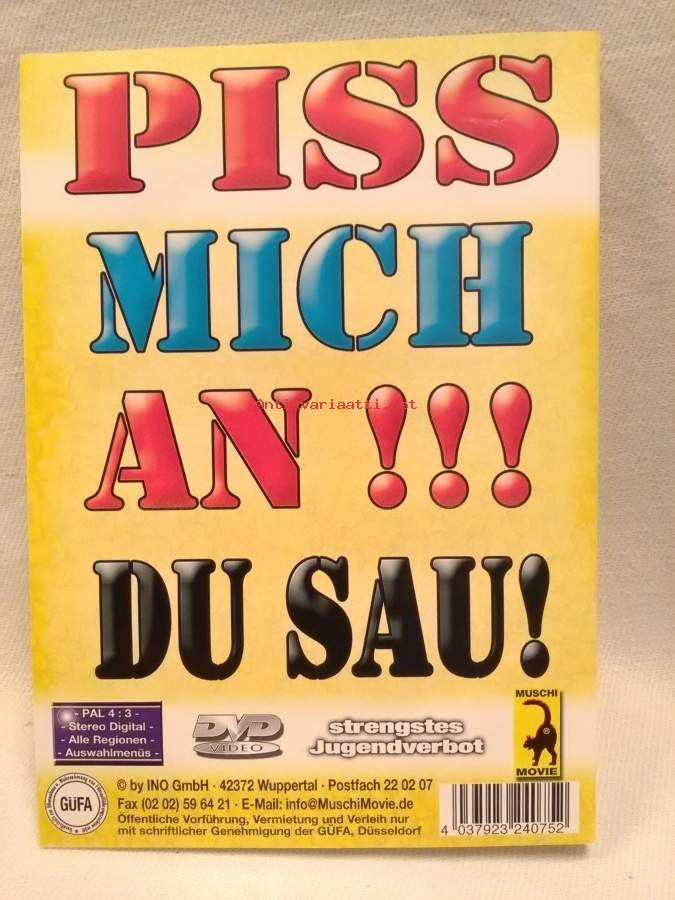 PISS
MICH
Antikvariaatti.net
AN !!!
DU SAU!
- PAL 4 : 3 -
- Stereo Digital -
- Alle Regionen -
- Auswahlmenüs -
DVD
VIDEO
strengstes
Jugendverbot
MUSCHI
®
MOVIE
GÜFA
© by INO GmbH · 42372 Wuppertal · Postfach 22 02 07
Fax (02 02) 59 64 21 · E-Mail: info@MuschiMovie.de
Öffentliche Vorführung, Vermietung und Verleih nur
mit schriftlicher Genehmigung der GÜFA, Düsseldorf
4 037923 240752